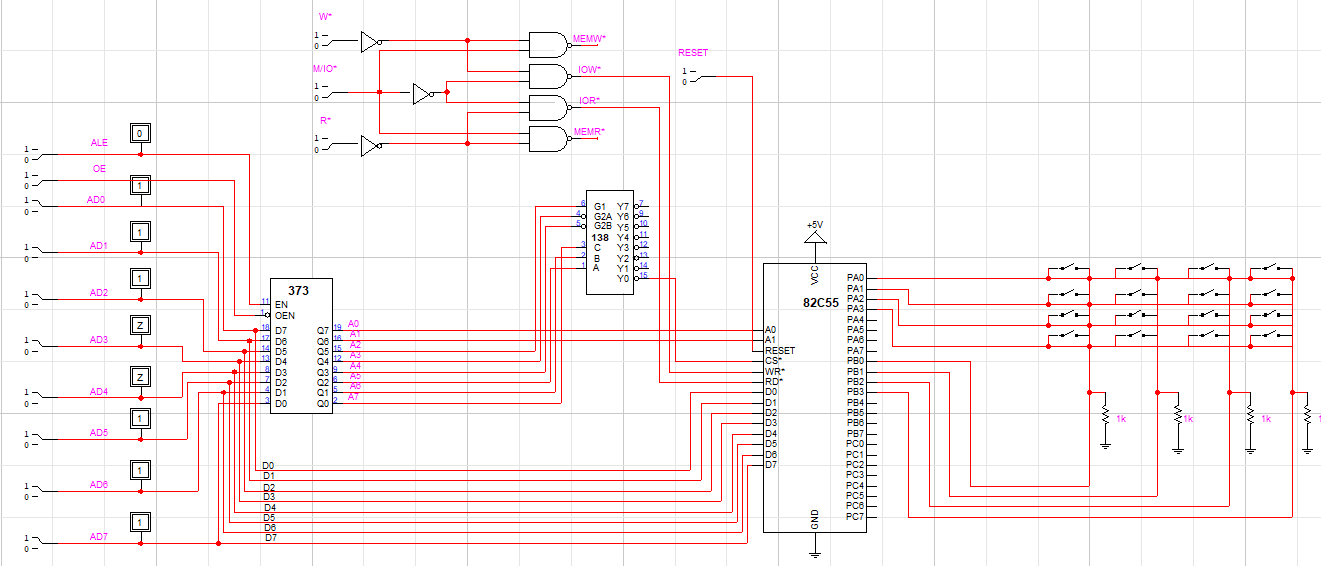 W*
1
0
MEMW*
M/IO*
1
0
IOW*
RESET
1
0
IOR*
R*
1
0
MEMR*
ALE
0
1
0
OE
1
0
1
AD0
1
0
AD1
1
1
0
AD2
1
1
0
AD3
Z
1
0
AD4
Z
1
0
AD5
1
1
0
AD6
1
1
0
AD7
1
1
0
373
11 EN
1 OEN
18 D7 Q7 19 A0
17 D6 Q6 16 A1
14 D5 Q5 15 A2
13 D4 Q4 12 A3
8 D3 Q3 9 A4
7 D2 Q2 6 A5
4 D1 Q1 5 A6
3 D0 Q0 2 A7
D0
D1
D2
D3
D4
D5
D6
D7
6 G1 Y7 7
4 G2A Y6 9
5 G2B Y5 10
138 Y4 11
3 C Y3 12
2 B Y2 13
1 A Y1 14
Y0 15
+5V
VCC
82C55
A0
A1
RESET
CS*
WR*
RD*
D0
D1
D2
D3
D4
D5
D6
D7
PA0
PA1
PA2
PA3
PA4
PA5
PA6
PA7
PB0
PB1
PB2
PB3
PB4
PB5
PB6
PB7
PC0
PC1
PC2
PC3
PC4
PC5
PC6
PC7
GND
1k
1k
1k
1